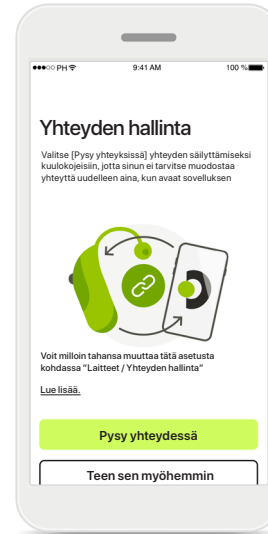 PH 9:41 AM 100 %
Yhteyden hallinta
Valitse [Pysy yhteyksissä] yhteyden säilyttämiseksi
kuulokojeisiin, jotta sinun ei tarvitse muodostaa
yhteyttä uudelleen aina, kun avaat sovelluksen
Voit milloin tahansa muuttaa tätä asetusta
kohdassa “Laitteet / Yhteyden hallinta”
Lue lisää.
Pysy yhteydessä
Teen sen myöhemmin